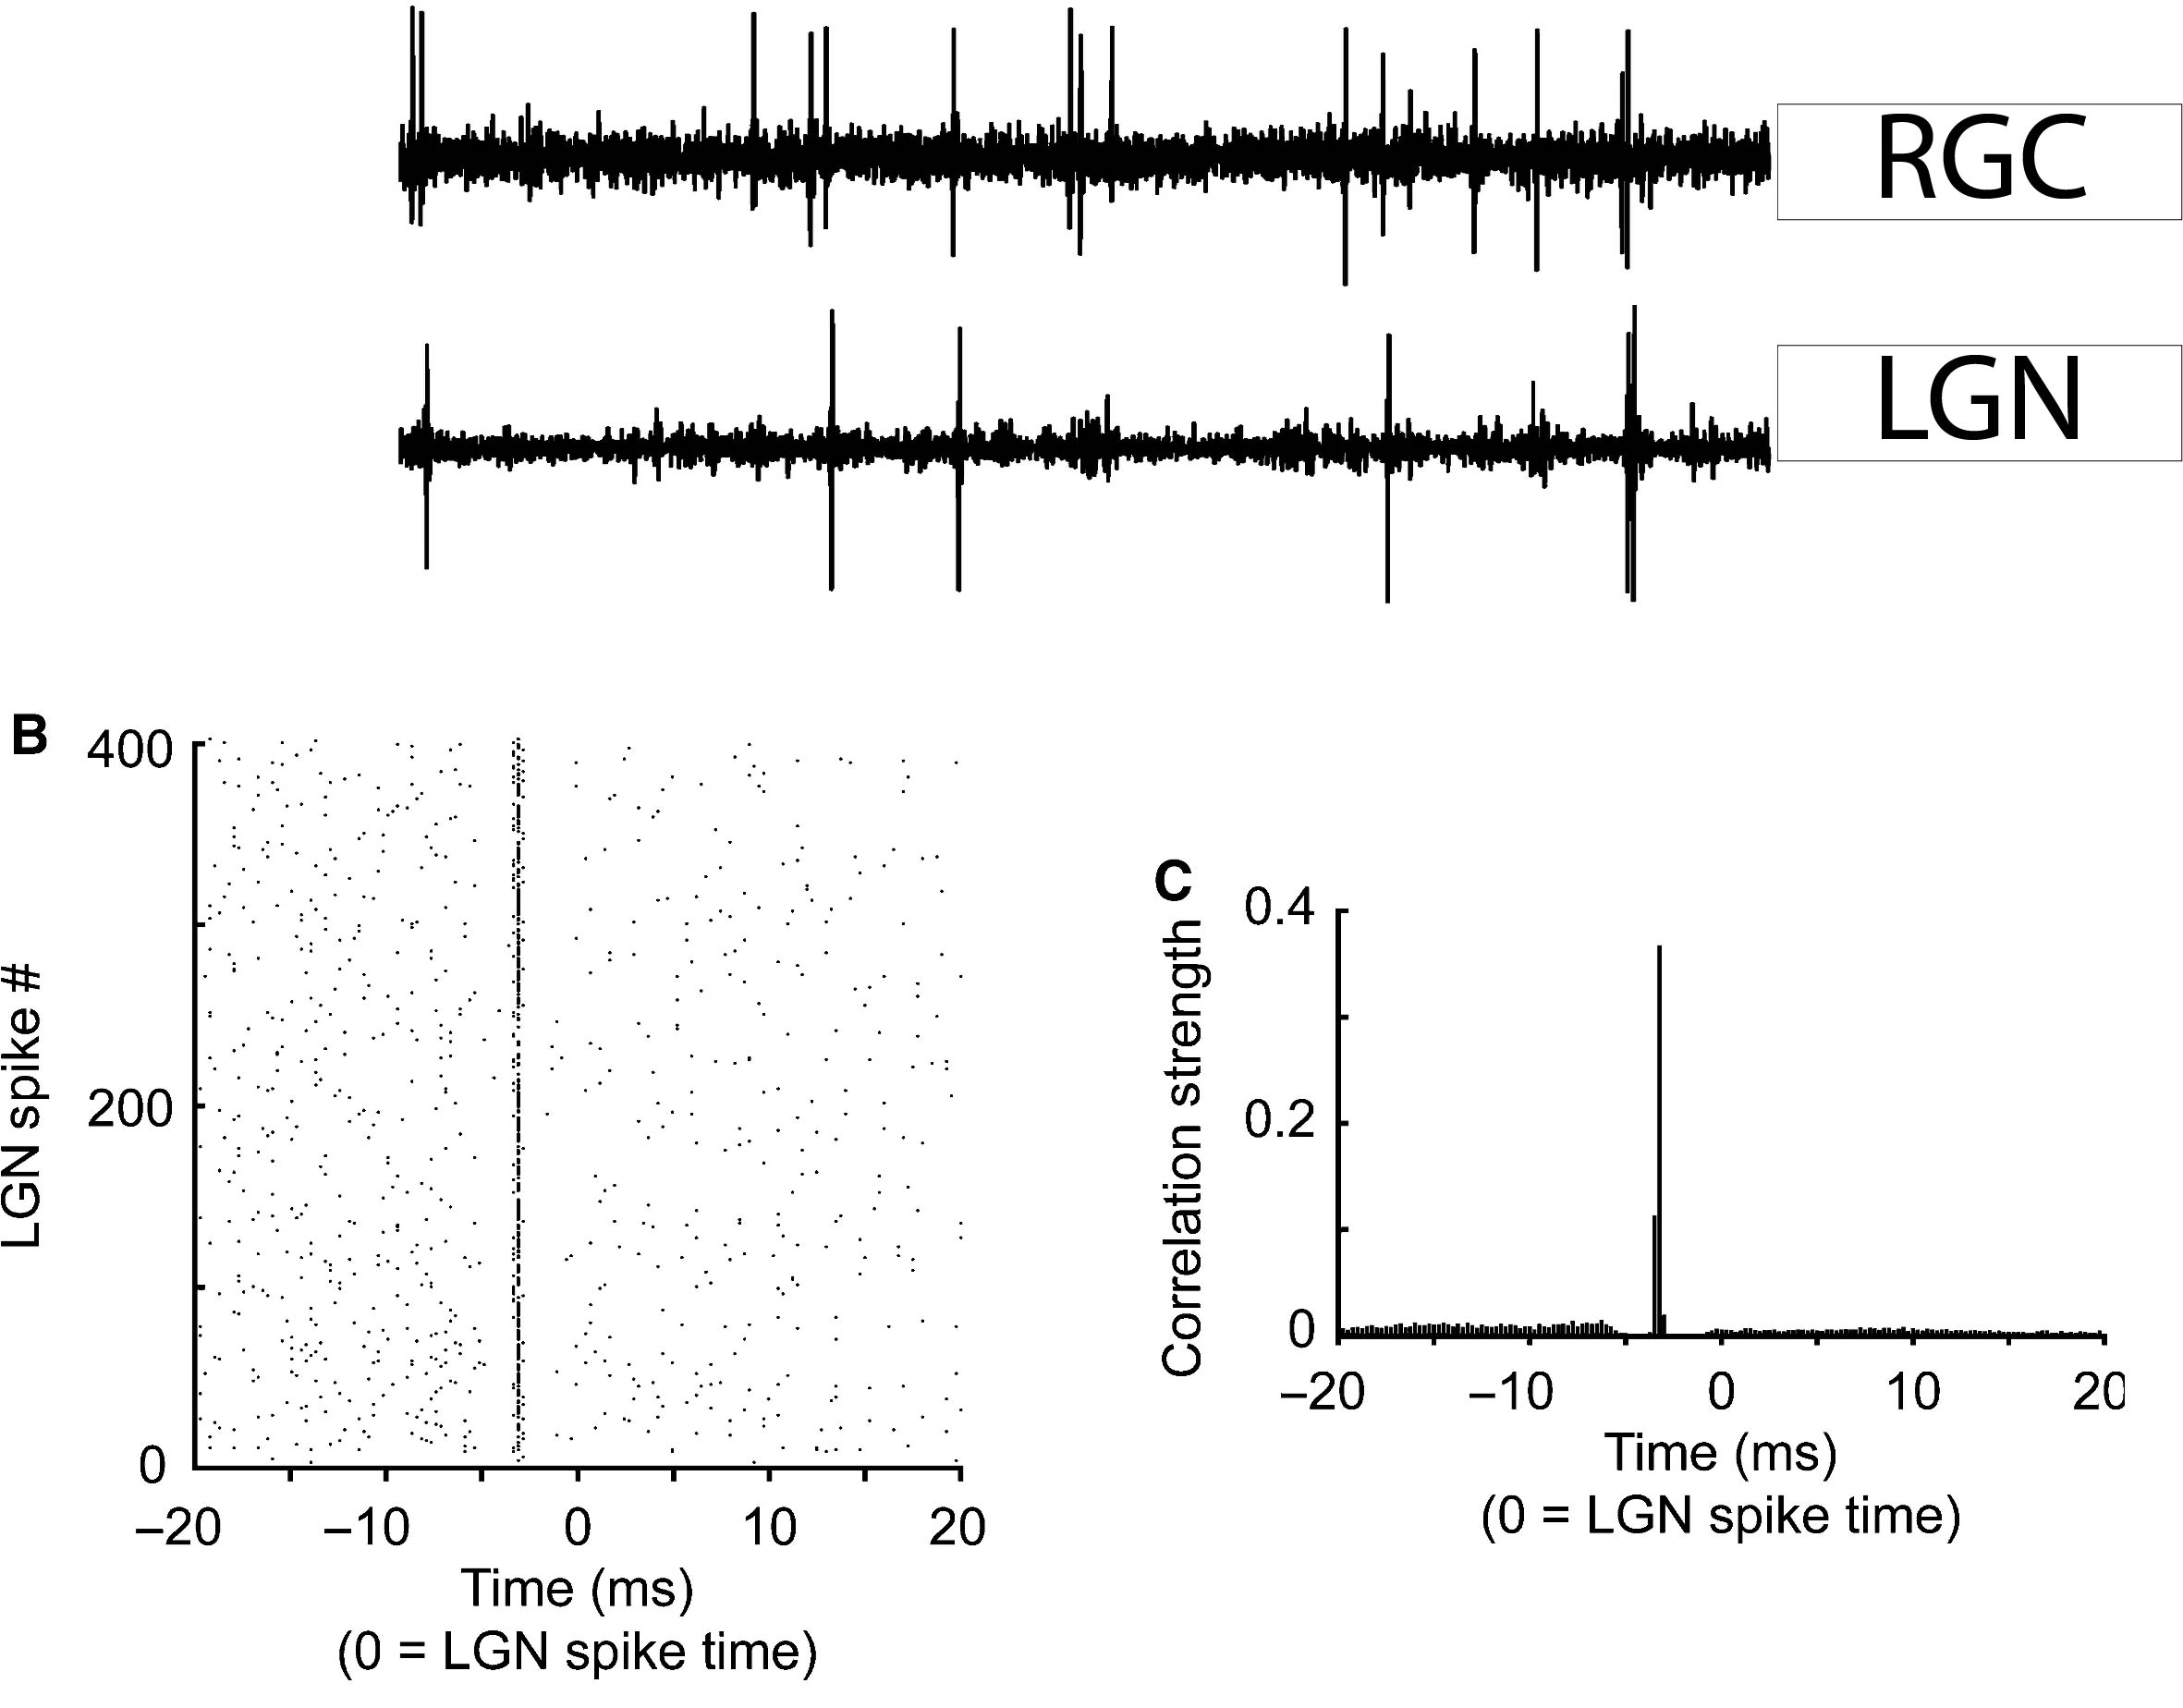 RGC
LGN
B
400
200
0
LGN spike #
−20 −10 0 10 20
Time (ms)
(0 = LGN spike time)
C
0.4
0.2
0
Correlation strength
−20 −10 0 10 20
Time (ms)
(0 = LGN spike time)